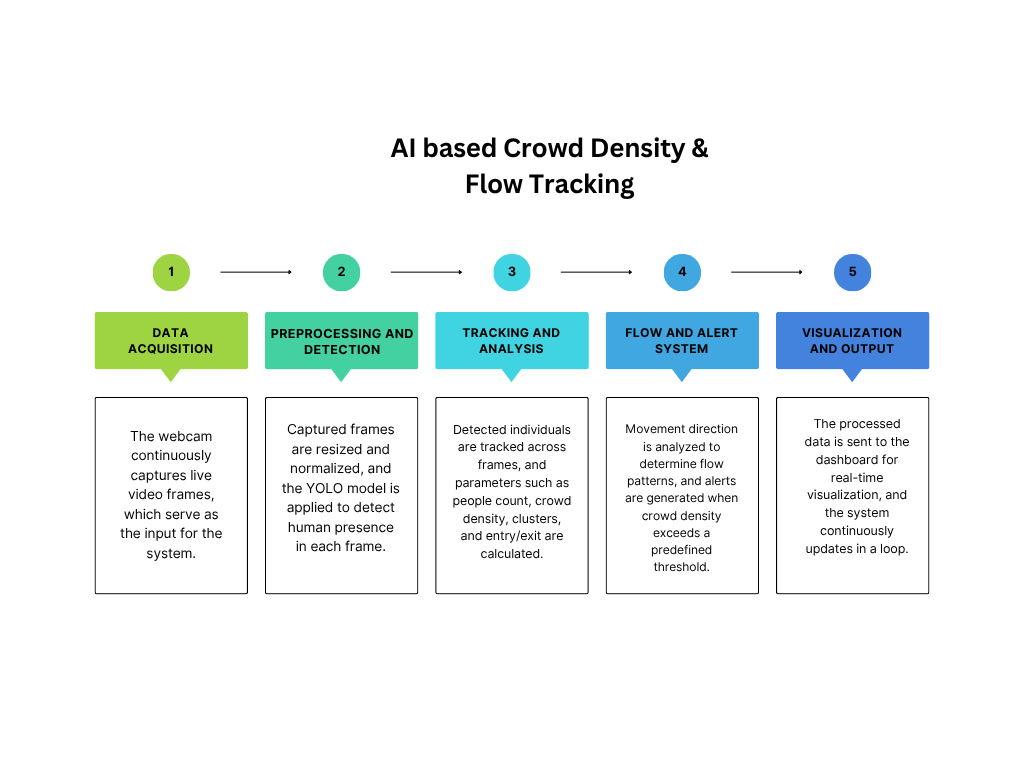 AI based Crowd Density &
Flow Tracking
1
2
3
4
5
DATA
ACQUISITION
PREPROCESSING AND
DETECTION
TRACKING AND
ANALYSIS
FLOW AND ALERT
SYSTEM
VISUALIZATION
AND OUTPUT
The webcam
continuously
captures live
video frames,
which serve as
the input for the
system.
Captured frames
are resized and
normalized, and
the YOLO model is
applied to detect
human presence
in each frame.
Detected individuals
are tracked across
frames, and
parameters such as
people count, crowd
density, clusters,
and entry/exit are
calculated.
Movement direction
is analyzed to
determine flow
patterns, and alerts
are generated when
crowd density
exceeds a
predefined
threshold.
The processed
data is sent to the
dashboard for
real-time
visualization, and
the system
continuously
updates in a loop.